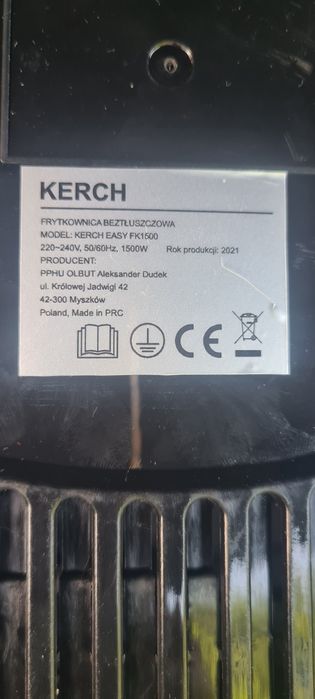 KERCH
FRYTKOWNICA BEZTŁUSZCZOWA
MODEL: KERCH EASY FK1500
220~240V, 50/60Hz, 1500W Rok produkcji: 2021
PRODUCENT:
PPHU OLBUT Aleksander Dudek
ul. Królowej Jadwigi 42
42-300 Myszków
Poland, Made in PRC
CE